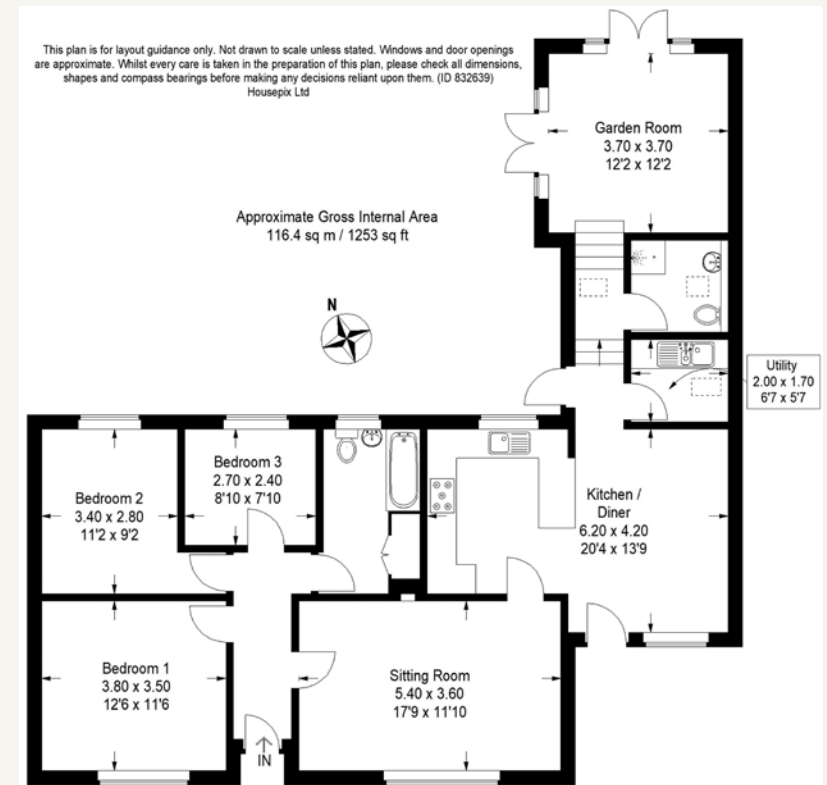 This plan is for layout guidance only. Not drawn to scale unless stated. Windows and door openings
are approximate. Whilst every care is taken in the preparation of this plan, please check all dimensions,
shapes and compass bearings before making any decisions reliant upon them. (ID 832639)
Housepix Ltd
Garden Room
3.70 x 3.70
12'2 x 12'2
Approximate Gross Internal Area
116.4 sq m / 1253 sq ft
N
Utility
2.00 x 1.70
6'7 x 5'7
Bedroom 3
2.70 x 2.40
8'10 x 7'10
Bedroom 2
3.40 x 2.80
11'2 x 9'2
Kitchen /
Diner
6.20 x 4.20
20'4 x 13'9
Bedroom 1
3.80 x 3.50
12'6 x 11'6
Sitting Room
5.40 x 3.60
17'9 x 11'10
IN